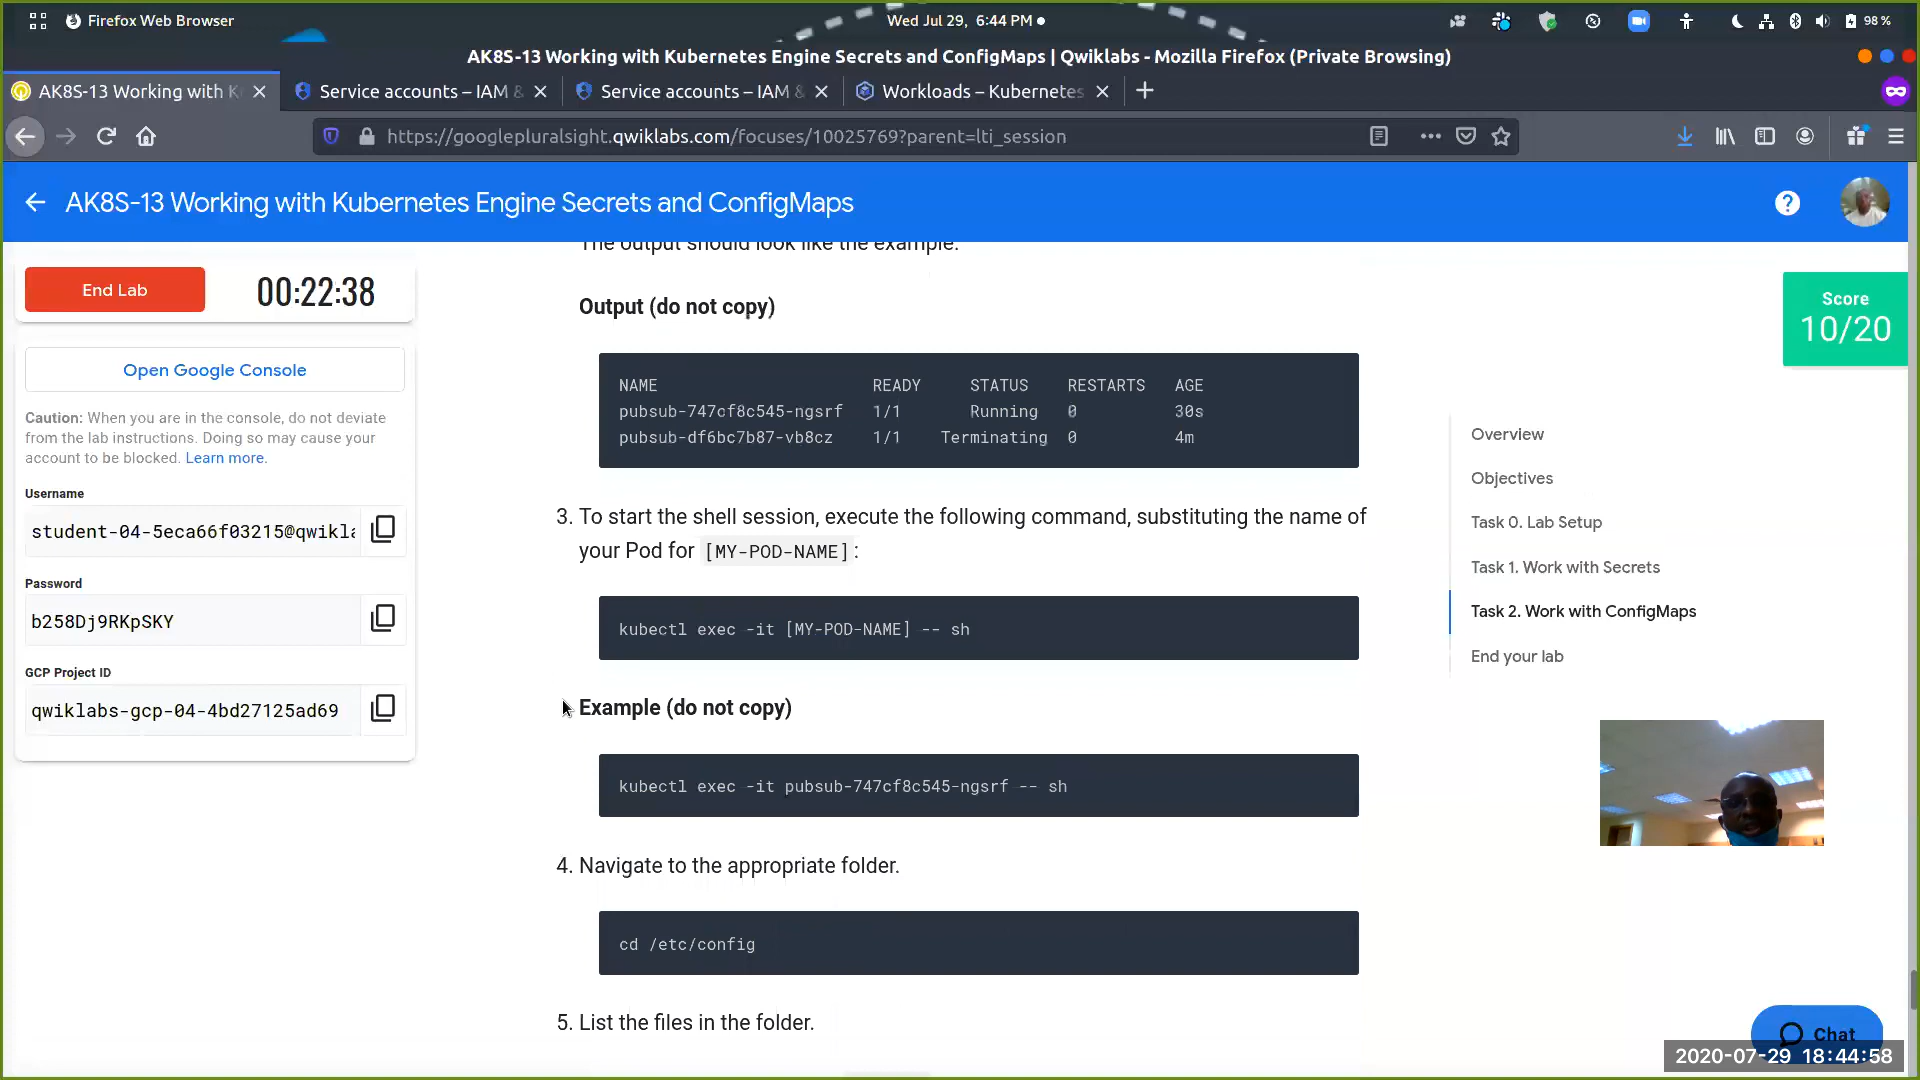 Firefox Web Browser
Wed Jul 29, 6:44 PM
98 %
AK8S-13 Working with Kubernetes Engine Secrets and ConfigMaps | Qwiklabs - Mozilla Firefox (Private Browsing)
AK8S-13 Working with K
Service accounts – IAM &
Service accounts – IAM &
Workloads – Kubernetes
https://googlepluralsight.qwiklabs.com/focuses/10025769?parent=lti_session
AK8S-13 Working with Kubernetes Engine Secrets and ConfigMaps
End Lab
00:22:38
Open Google Console
Caution: When you are in the console, do not deviate
from the lab instructions. Doing so may cause your
account to be blocked. Learn more.
Username
student-04-5eca66f03215@qwikl
Password
b258Dj9RKpSKY
GCP Project ID
qwiklabs-gcp-04-4bd27125ad69
The output should look like the example.
Output (do not copy)
NAME READY STATUS RESTARTS AGE
pubsub-747cf8c545-ngsrf 1/1 Running 0 30s
pubsub-df6bc7b87-vb8cz 1/1 Terminating 0 4m
3. To start the shell session, execute the following command, substituting the name of
your Pod for [MY-POD-NAME]:
kubectl exec -it [MY-POD-NAME] -- sh
Example (do not copy)
kubectl exec -it pubsub-747cf8c545-ngsrf -- sh
4. Navigate to the appropriate folder.
cd /etc/config
5. List the files in the folder.
Score
10/20
Overview
Objectives
Task 0. Lab Setup
Task 1. Work with Secrets
Task 2. Work with ConfigMaps
End your lab
Chat
2020-07-29 18:44:58